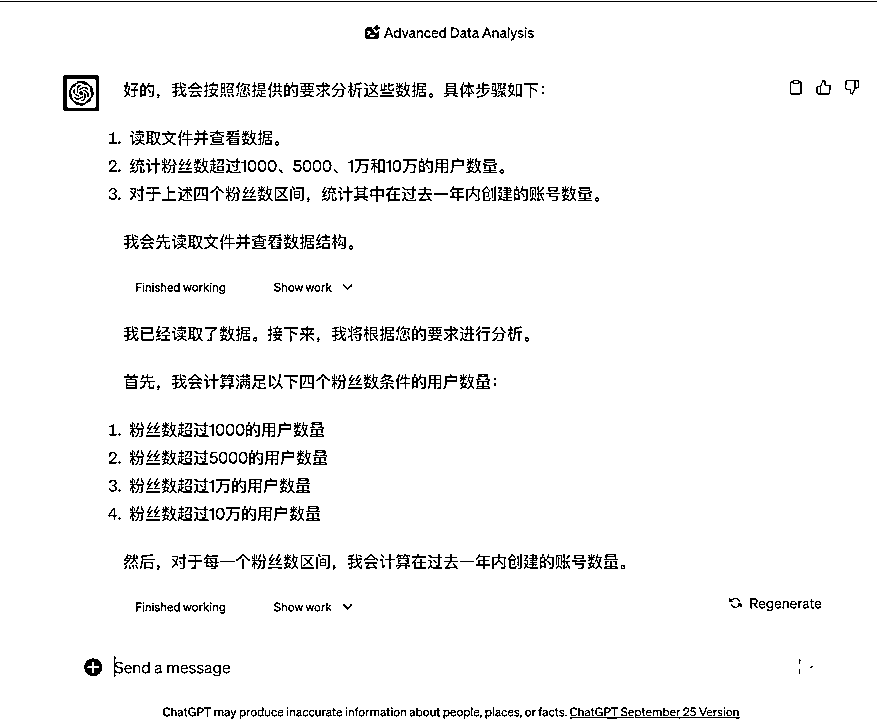 Advanced Data Analysis
好的，我会按照您提供的要求分析这些数据。具体步骤如下：
1. 读取文件并查看数据。
2. 统计粉丝数超过1000、5000、1万和10万的用户数量。
3. 对于上述四个粉丝数区间，统计其中在过去一年内创建的账号数量。
我会先读取文件并查看数据结构。
Finished working Show work
我已经读取了数据。接下来，我将根据您的要求进行分析。
首先，我会计算满足以下四个粉丝数条件的用户数量：
1. 粉丝数超过1000的用户数量
2. 粉丝数超过5000的用户数量
3. 粉丝数超过1万的用户数量
4. 粉丝数超过10万的用户数量
然后，对于每一个粉丝数区间，我会计算在过去一年内创建的账号数量。
Finished working Show work
Regenerate
Send a message
ChatGPT may produce inaccurate information about people, places, or facts. ChatGPT September 25 Version